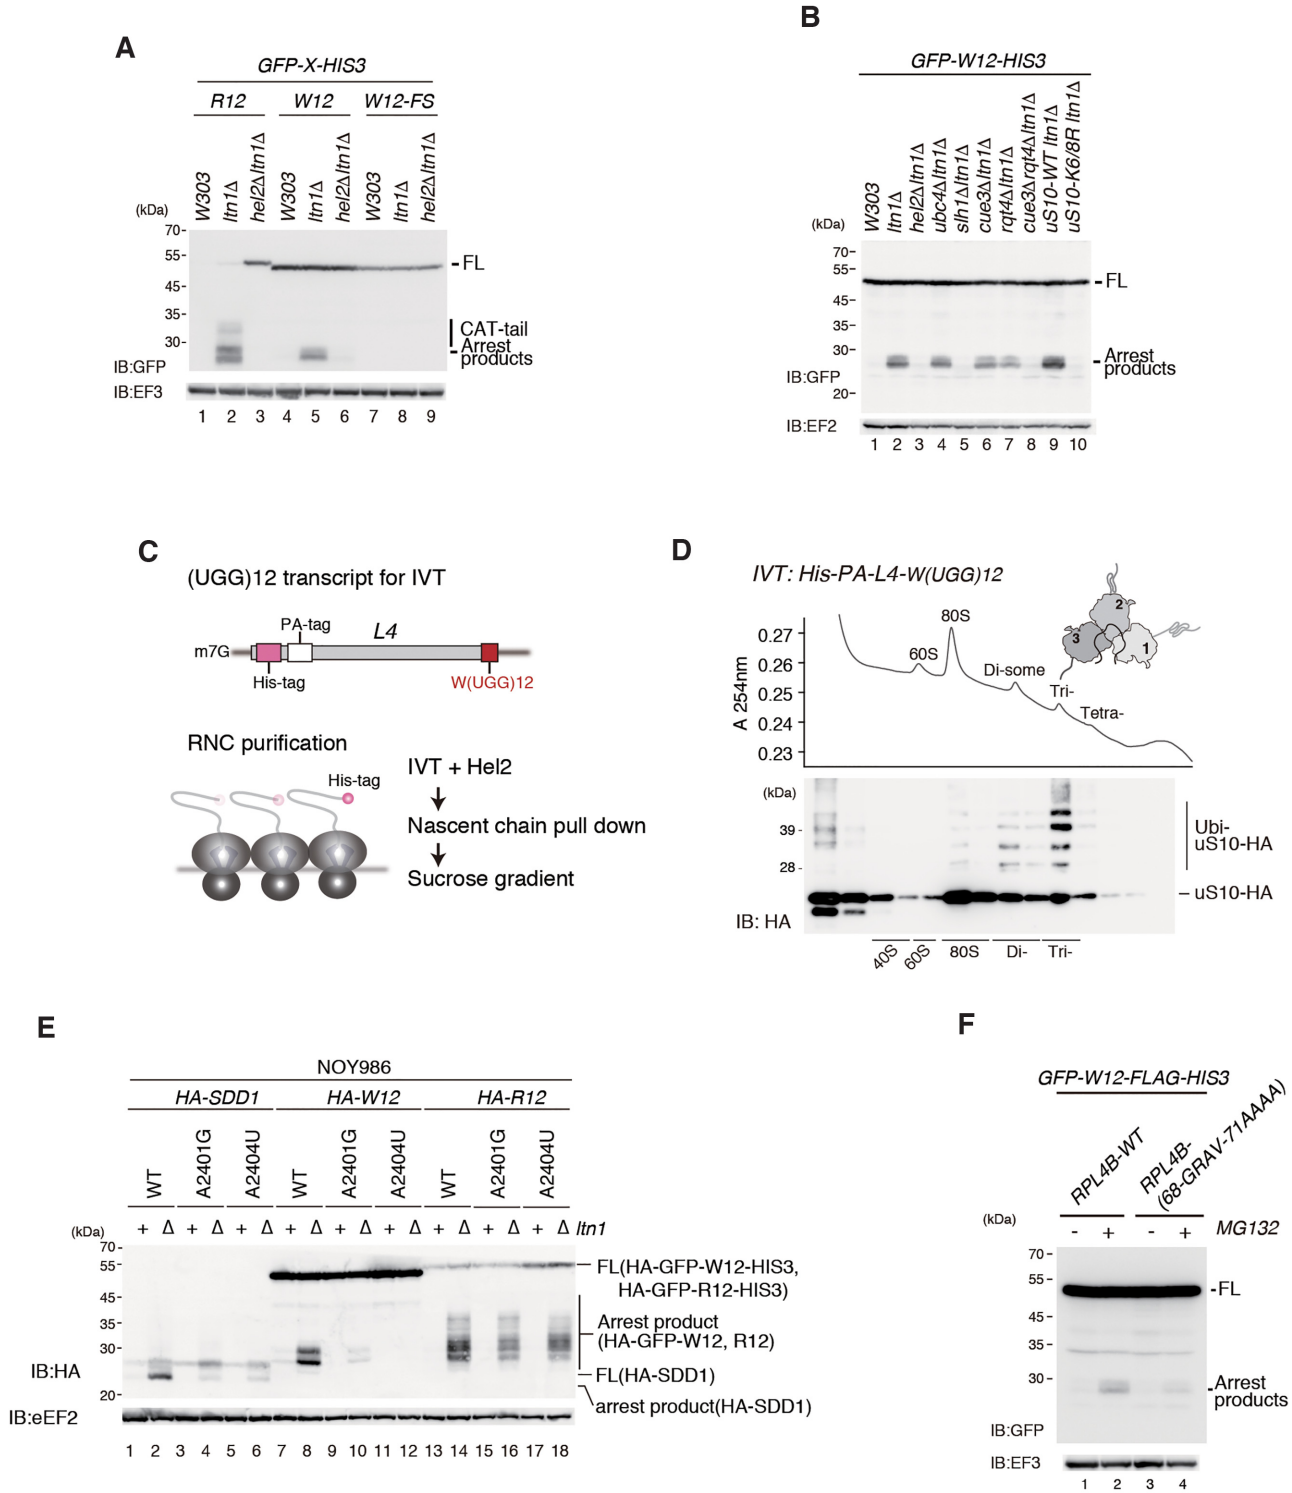 A
GFP-X-HIS3
R12 W12 W12-FS
W303 ltn1Δ hel2Δltn1Δ W303 ltn1Δ hel2Δltn1Δ W303 ltn1Δ hel2Δltn1Δ
(kDa)
70-
55-
45-
35-
30-
FL
CAT-tail
Arrest
products
IB:GFP
IB:EF3
1 2 3 4 5 6 7 8 9
B
GFP-W12-HIS3
W303 ltn1Δ hel2Δltn1Δ ubc4Δltn1Δ slh1Δltn1Δ cue3Δltn1Δ rqt4Δltn1Δ cue3Δrqt4Δltn1Δ uS10-WT ltn1Δ uS10-K6/8R ltn1Δ
(kDa)
70-
55-
45-
35-
30-
20-
FL
Arrest
products
IB:GFP
IB:EF2
1 2 3 4 5 6 7 8 9 10
C
(UGG)12 transcript for IVT
PA-tag
L4
m7G
His-tag
W(UGG)12
RNC purification
His-tag
IVT + Hel2
Nascent chain pull down
Sucrose gradient
D
IVT: His-PA-L4-W(UGG)12
A 254nm
0.27
0.26
0.25
0.24
0.23
60S
80S
Di-some
Tri-
Tetra-
1
2
3
(kDa)
39-
28-
Ubi-
uS10-HA
uS10-HA
IB: HA
40S 60S 80S Di- Tri-
E
NOY986
HA-SDD1 HA-W12 HA-R12
WT A2401G A2404U WT A2401G A2404U WT A2401G A2404U
+ Δ + Δ + Δ + Δ + Δ + Δ + Δ + Δ + Δ ltn1
(kDa)
70-
55-
45-
35-
30-
20-
FL(HA-GFP-W12-HIS3,
HA-GFP-R12-HIS3)
Arrest product
(HA-GFP-W12, R12)
FL(HA-SDD1)
arrest product(HA-SDD1)
IB:HA
IB:eEF2
1 2 3 4 5 6 7 8 9 10 11 12 13 14 15 16 17 18
F
GFP-W12-FLAG-HIS3
RPL4B-WT
RPL4B-
(68-GRAV-71AAAA)
- + - + MG132
(kDa)
70-
55-
45-
35-
30-
FL
Arrest
products
IB:GFP
IB:EF3
1 2 3 4